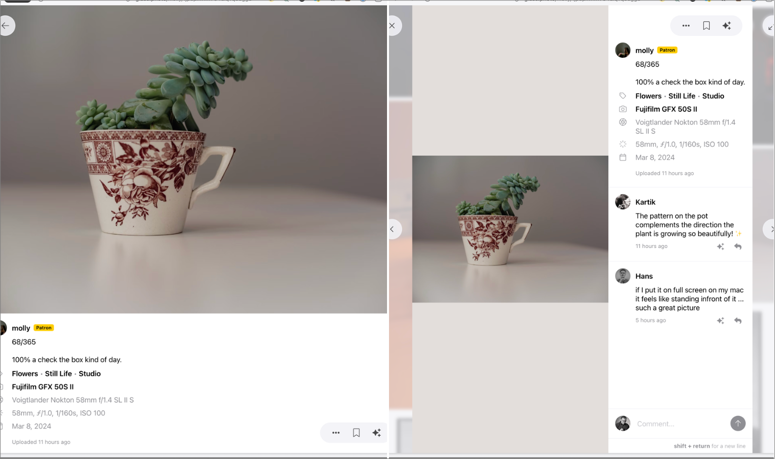 molly Patron
68/365
100% a check the box kind of day.
Flowers · Still Life · Studio
Fujifilm GFX 50S II
Voigtlander Nokton 58mm f/1.4 SL II S
58mm, ƒ/1.0, 1/160s, ISO 100
Mar 8, 2024
Uploaded 11 hours ago
molly Patron
68/365
100% a check the box kind of day.
Flowers · Still Life · Studio
Fujifilm GFX 50S II
Voigtlander Nokton 58mm f/1.4
SL II S
58mm, ƒ/1.0, 1/160s, ISO 100
Mar 8, 2024
Uploaded 11 hours ago
Kartik
The pattern on the pot
complements the direction the
plant is growing so beautifully! ✨
11 hours ago
Hans
if I put it on full screen on my mac
it feels like standing infront of it ...
such a great picture
5 hours ago
Comment...
shift + return for a new line